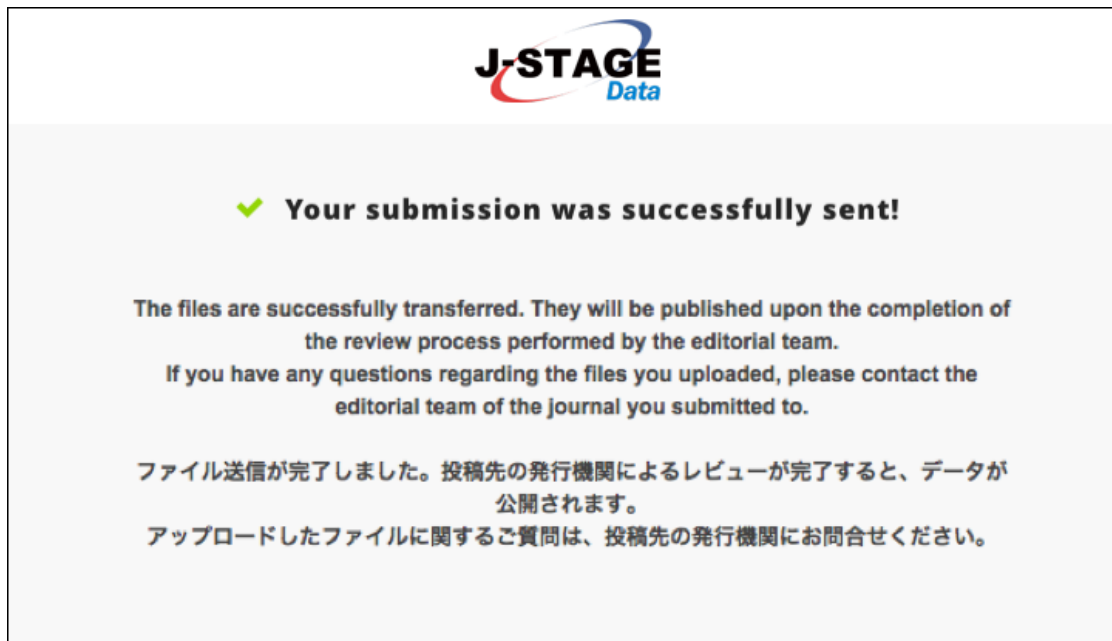 J-STAGE
Data
Your submission was successfully sent!
The files are successfully transferred. They will be published upon the completion of
the review process performed by the editorial team.
If you have any questions regarding the files you uploaded, please contact the
editorial team of the journal you submitted to.
ファイル送信が完了しました。投稿先の発行機関によるレビューが完了すると、データが
公開されます。
アップロードしたファイルに関するご質問は、投稿先の発行機関にお問合せください。